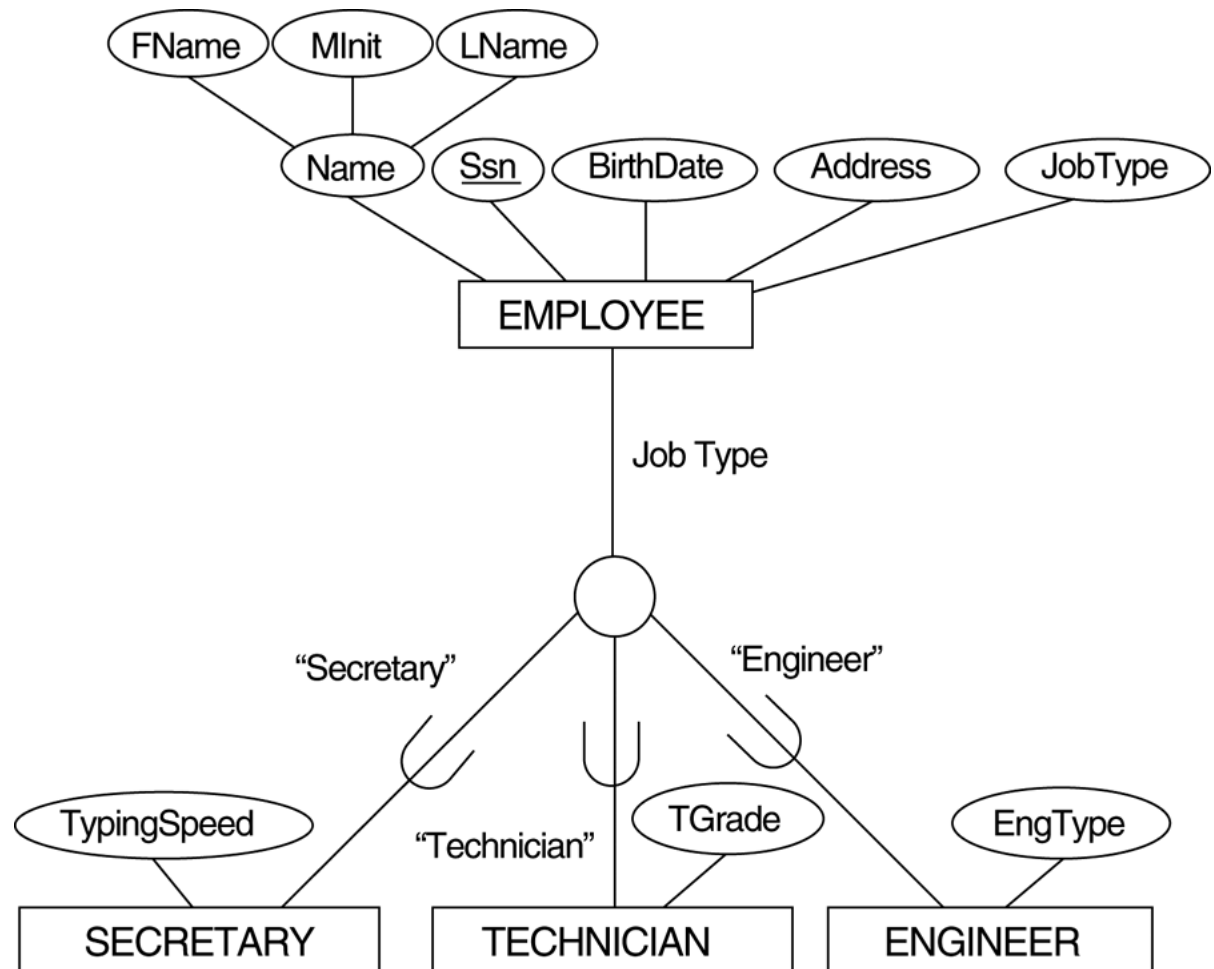 FName MInit LName
Name Ssn BirthDate Address JobType
EMPLOYEE
Job Type
“Secretary” “Engineer”
TypingSpeed “Technician” TGrade EngType
SECRETARY TECHNICIAN ENGINEER